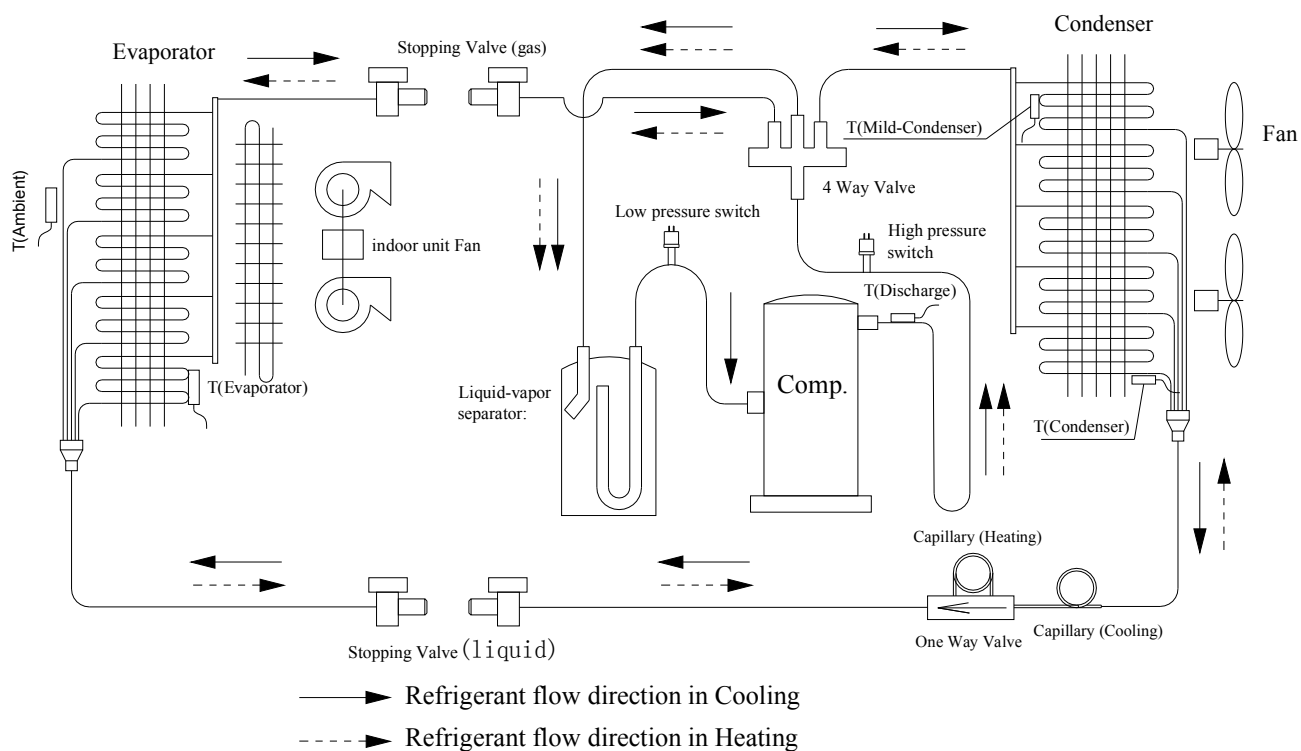 Evaporator
Stopping Valve (gas)
Condenser
T(Mild-Condenser)
Fan
T(Ambient)
4 Way Valve
Low pressure switch
indoor unit Fan
High pressure
switch
T(Discharge)
T(Evaporator)
Liquid-vapor
separator:
Comp.
T(Condenser)
Capillary (Heating)
One Way Valve
Capillary (Cooling)
Stopping Valve (liquid)
Refrigerant flow direction in Cooling
Refrigerant flow direction in Heating